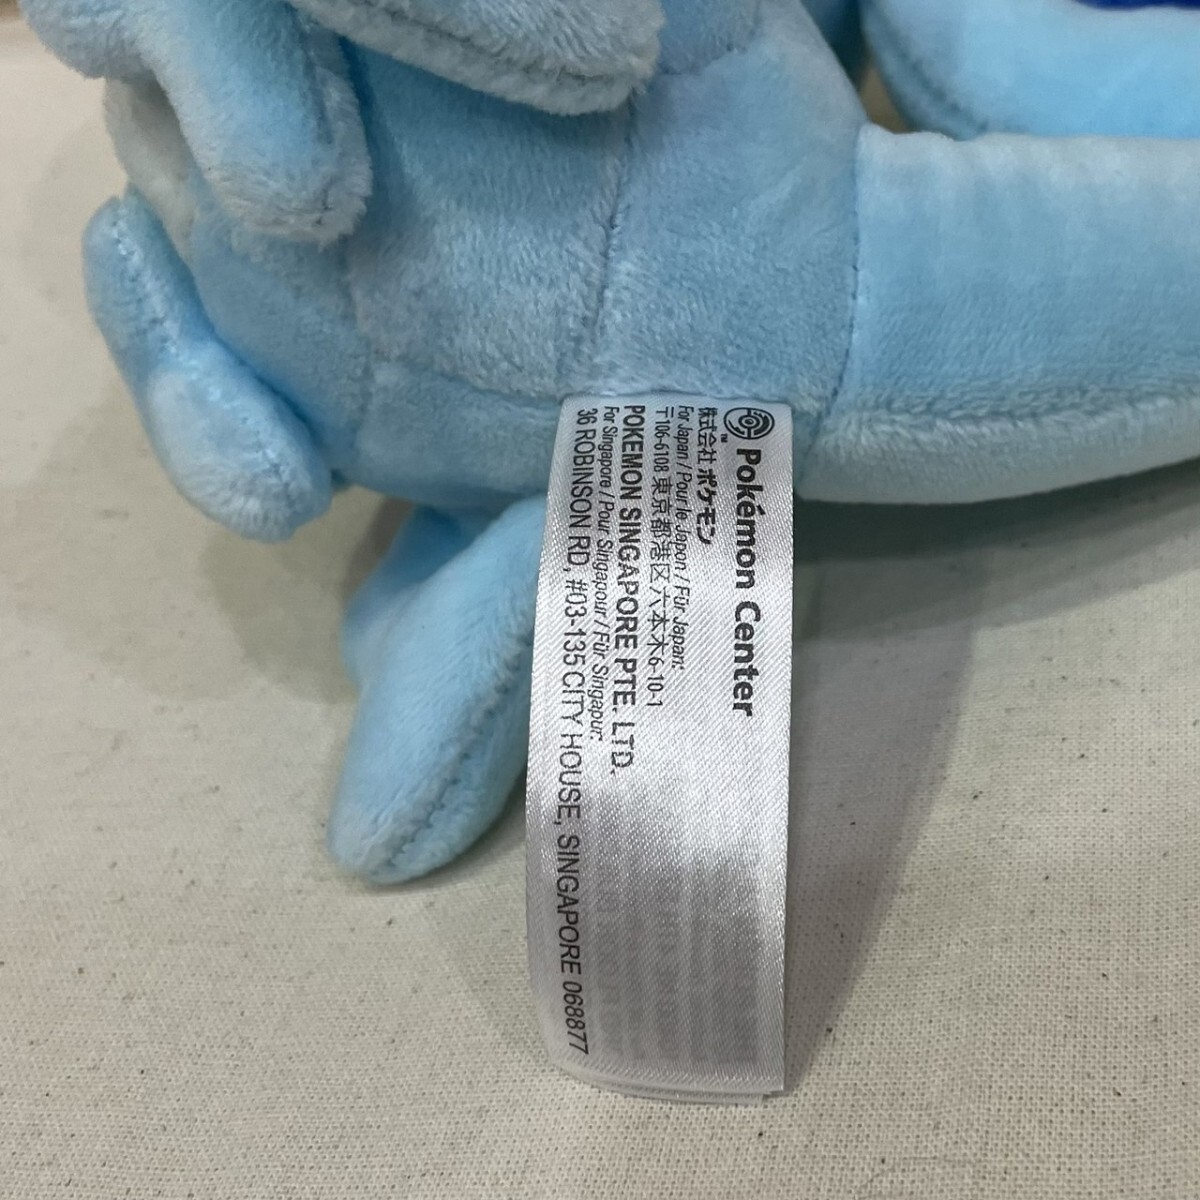 Pokémon Center
™
株式会社 ポケモン
For Japan / Pour le Japon / Für Japan:
〒106-6108 東京都港区六本木6-10-1
POKEMON SINGAPORE PTE. LTD.
For Singapore / Pour Singapour / Für Singapur:
36 ROBINSON RD, #03-135 CITY HOUSE, SINGAPORE 068877